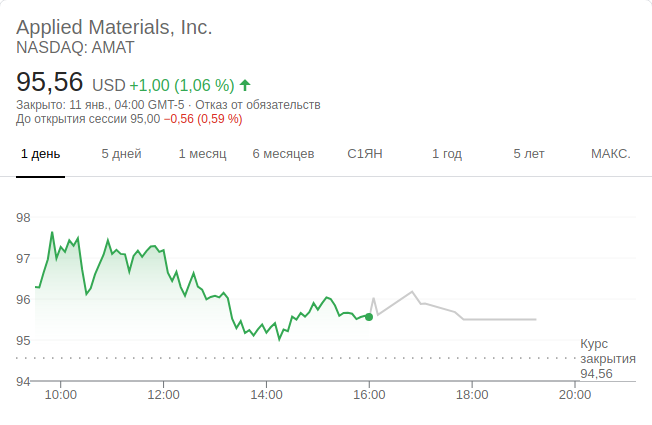 Applied Materials, Inc.
NASDAQ: AMAT
95,56 USD +1,00 (1,06 %)
Закрыто: 11 янв., 04:00 GMT-5 · Отказ от обязательств
До открытия сессии 95,00 −0,56 (0,59 %)
1 день 5 дней 1 месяц 6 месяцев С1ЯН 1 год 5 лет МАКС.
98
97
96
95
Курс
закрытия
94,56
94
10:00 12:00 14:00 16:00 18:00 20:00